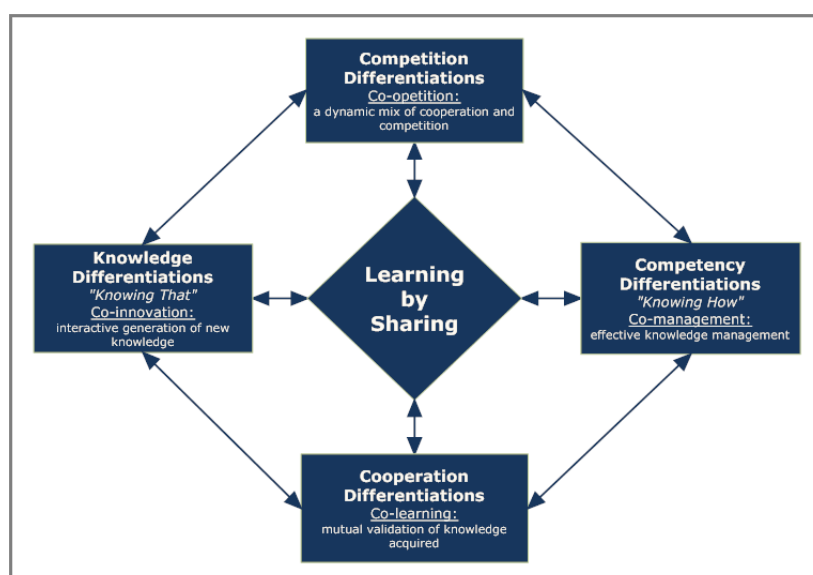 Competition
Differentiations
Co-opetition:
a dynamic mix of cooperation and
competition
Knowledge
Differentiations
"Knowing That"
Co-innovation:
interactive generation of new
knowledge
Learning
by
Sharing
Competency
Differentiations
"Knowing How"
Co-management:
effective knowledge management
Cooperation
Differentiations
Co-learning:
mutual validation of knowledge
acquired